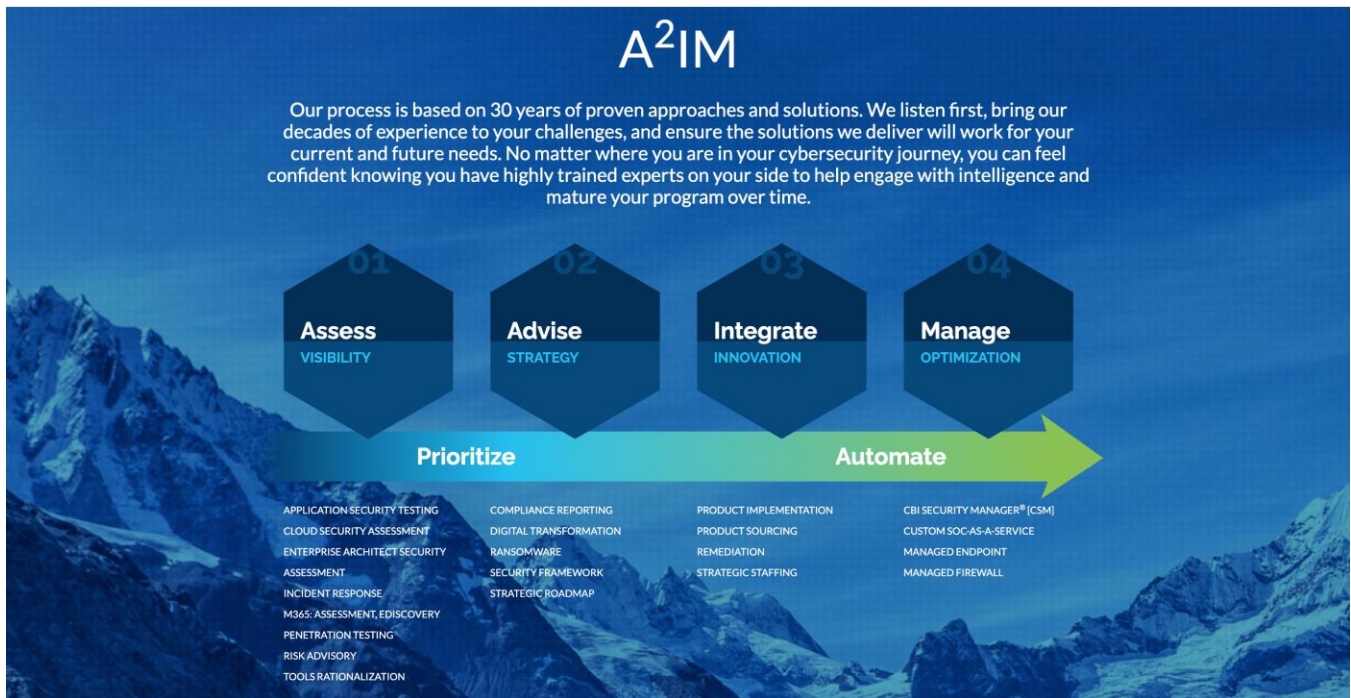 A²IM
Our process is based on 30 years of proven approaches and solutions. We listen first, bring our
decades of experience to your challenges, and ensure the solutions we deliver will work for your
current and future needs. No matter where you are in your cybersecurity journey, you can feel
confident knowing you have highly trained experts on your side to help engage with intelligence and
mature your program over time.
01
Assess
VISIBILITY
02
Advise
STRATEGY
03
Integrate
INNOVATION
04
Manage
OPTIMIZATION
Prioritize
Automate
APPLICATION SECURITY TESTING
CLOUD SECURITY ASSESSMENT
ENTERPRISE ARCHITECT SECURITY
ASSESSMENT
INCIDENT RESPONSE
M365: ASSESSMENT, EDISCOVERY
PENETRATION TESTING
RISK ADVISORY
TOOLS RATIONALIZATION
COMPLIANCE REPORTING
DIGITAL TRANSFORMATION
RANSOMWARE
SECURITY FRAMEWORK
STRATEGIC ROADMAP
PRODUCT IMPLEMENTATION
PRODUCT SOURCING
REMEDIATION
STRATEGIC STAFFING
CBI SECURITY MANAGER® [CSM]
CUSTOM SOC-AS-A-SERVICE
MANAGED ENDPOINT
MANAGED FIREWALL